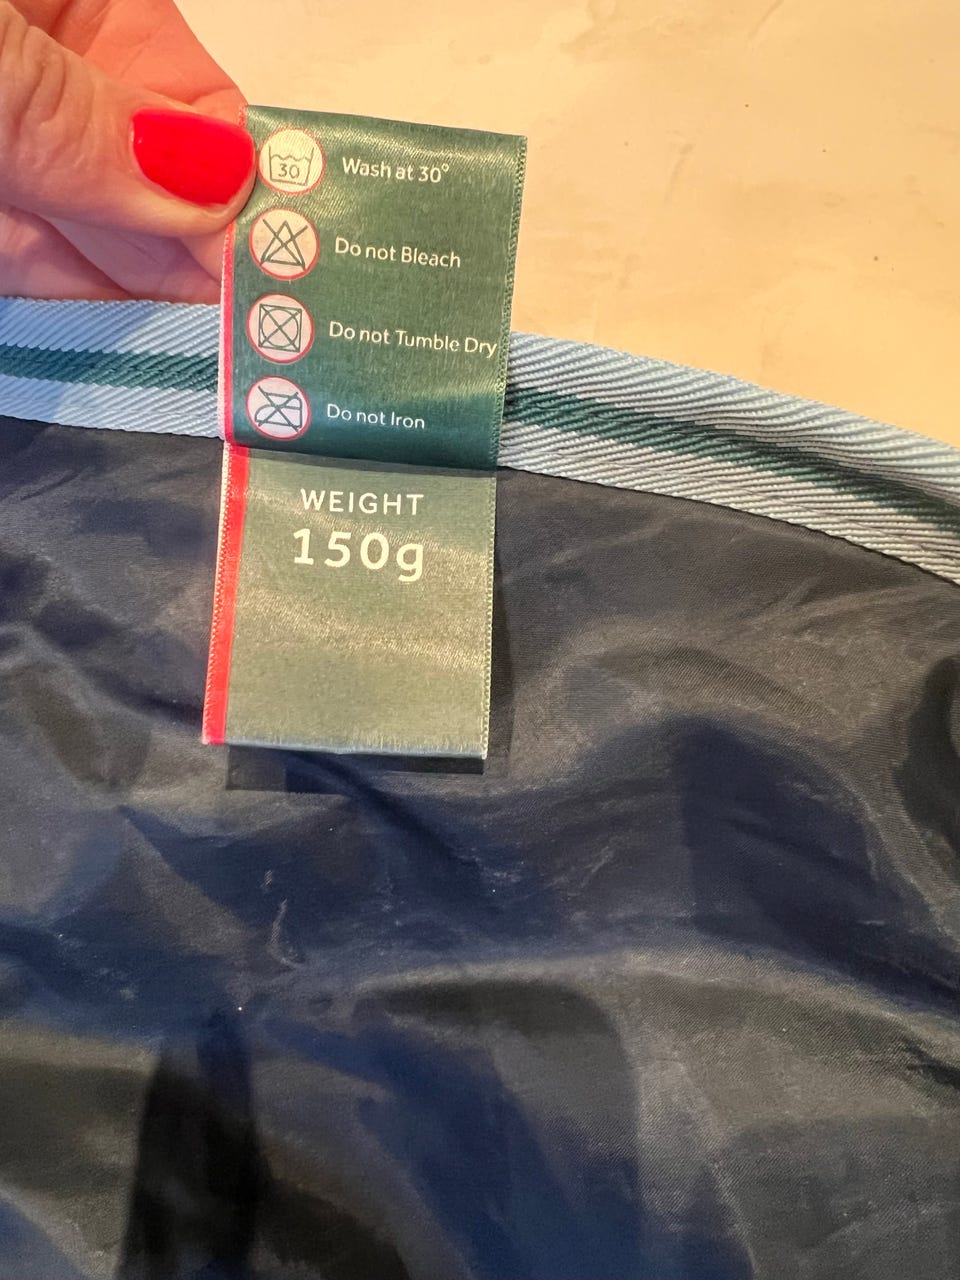 30 Wash at 30°
Do not Bleach
Do not Tumble Dry
Do not Iron
WEIGHT
150g